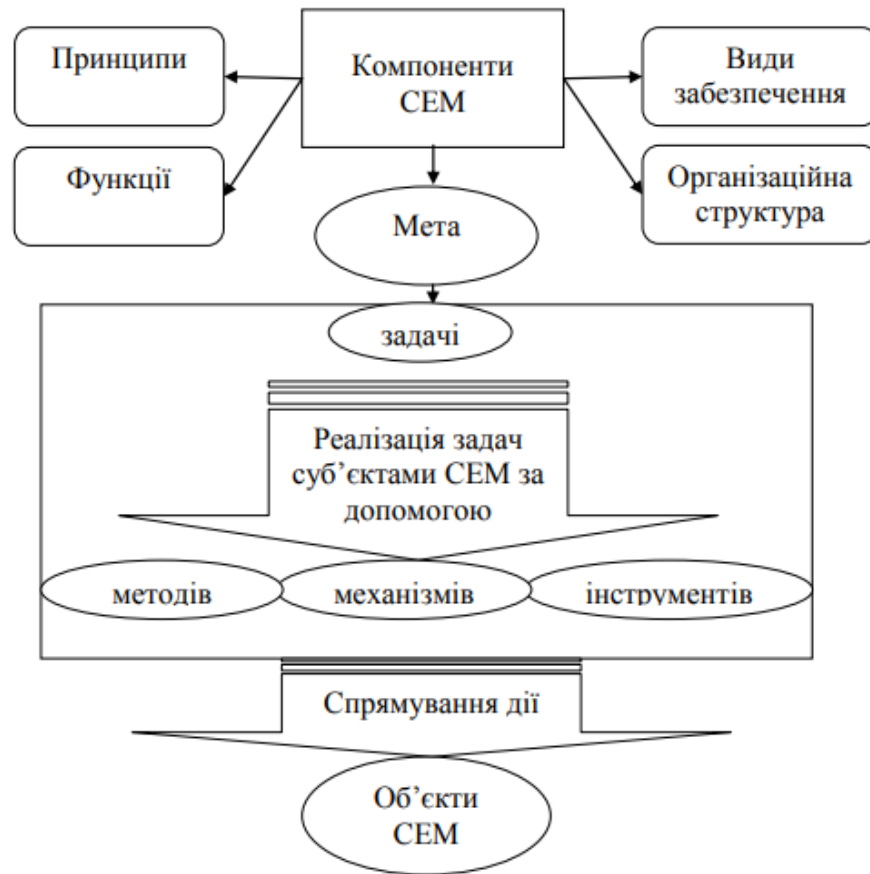 Принципи
Компоненти
СЕМ
Види
забезпечення
Функції
Організаційна
структура
Мета
задачі
Реалізація задач
суб’єктами СЕМ за
допомогою
методів
механізмів
інструментів
Спрямування дії
Об’єкти
СЕМ